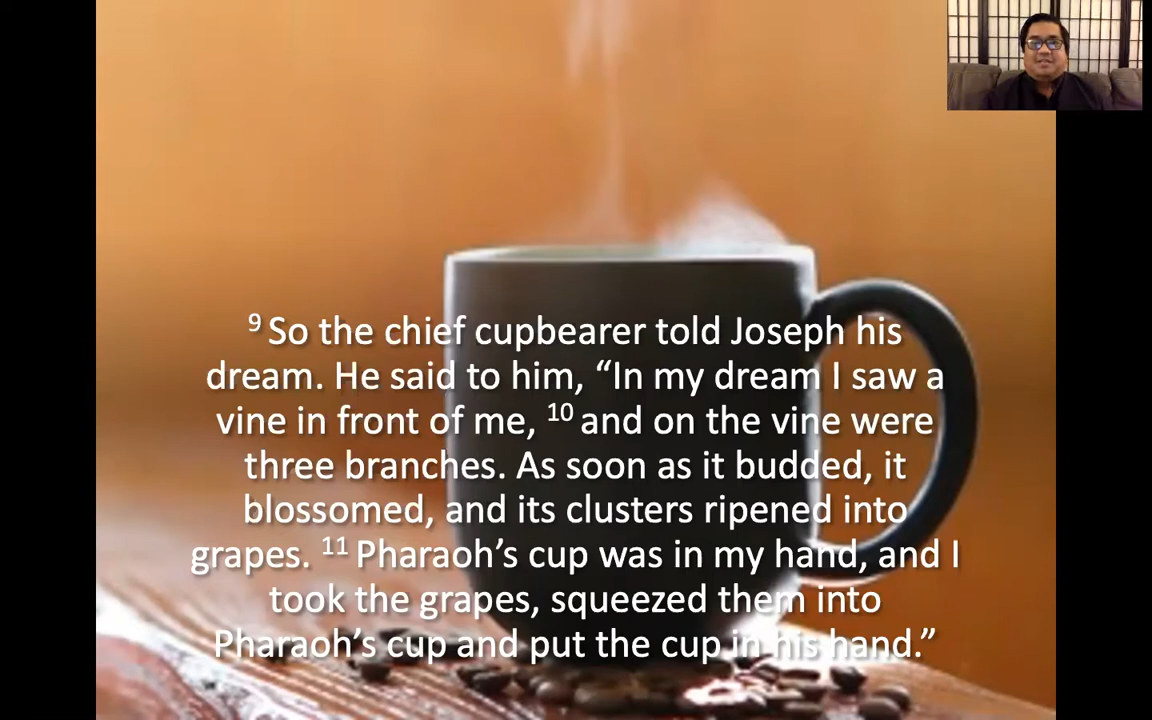 ⁹ So the chief cupbearer told Joseph his
dream. He said to him, “In my dream I saw a
vine in front of me, ¹⁰ and on the vine were
three branches. As soon as it budded, it
blossomed, and its clusters ripened into
grapes. ¹¹ Pharaoh’s cup was in my hand, and I
took the grapes, squeezed them into
Pharaoh’s cup and put the cup in his hand.”